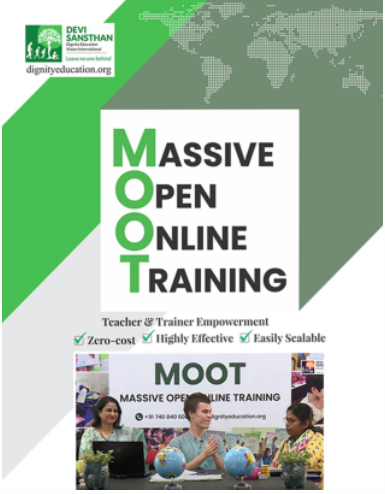 DEVI
SANSTHAN
Dignity Education
Vision International
Leave no one behind
dignityeducation.org
MASSIVE
OPEN
ONLINE
TRAINING
Teacher & Trainer Empowerment
Zero-cost Highly Effective Easily Scalable
MOOT
MASSIVE OPEN ONLINE TRAINING
+91 740 840 dignityeducation.org